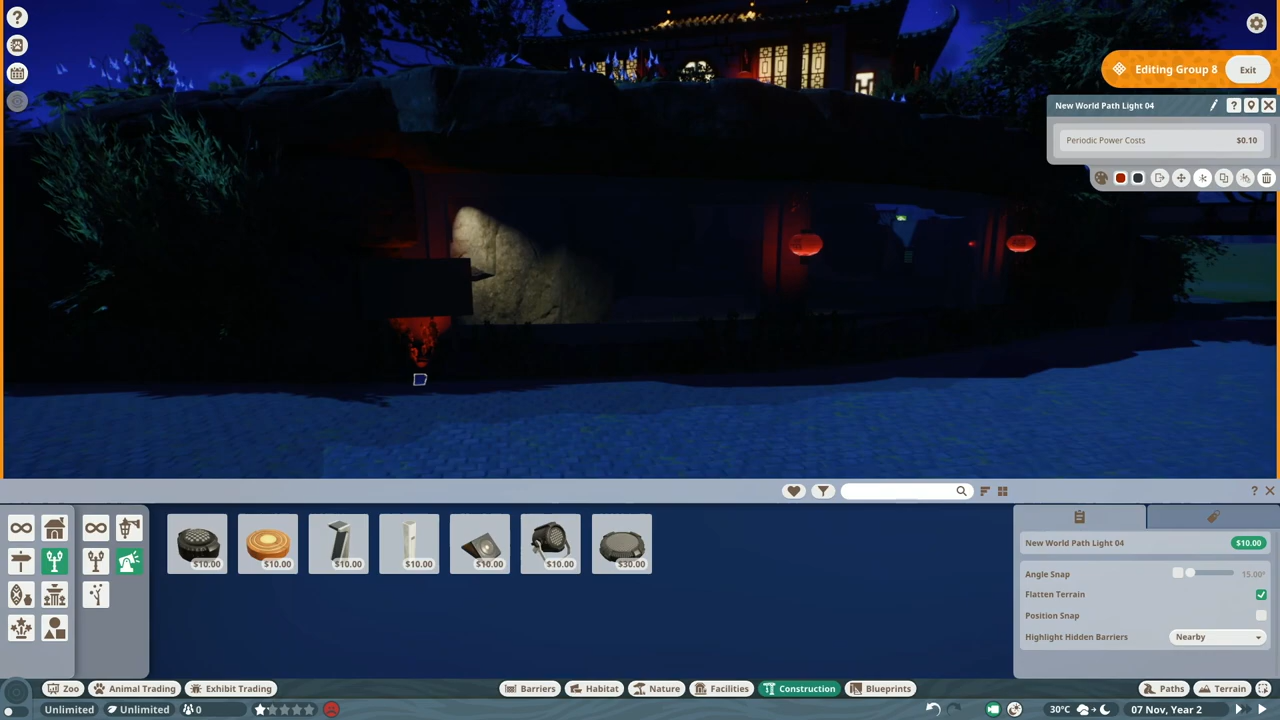 ?
Editing Group 8
Exit
New World Path Light 04
?
Periodic Power Costs
$0.10
?
$10.00
$10.00
$10.00
$10.00
$10.00
$10.00
$30.00
New World Path Light 04
$10.00
Angle Snap
15.00°
Flatten Terrain
Position Snap
Highlight Hidden Barriers
Nearby
Zoo
Animal Trading
Exhibit Trading
Barriers
Habitat
Nature
Facilities
Construction
Blueprints
Paths
Terrain
Unlimited
Unlimited
0
30°C
07 Nov, Year 2